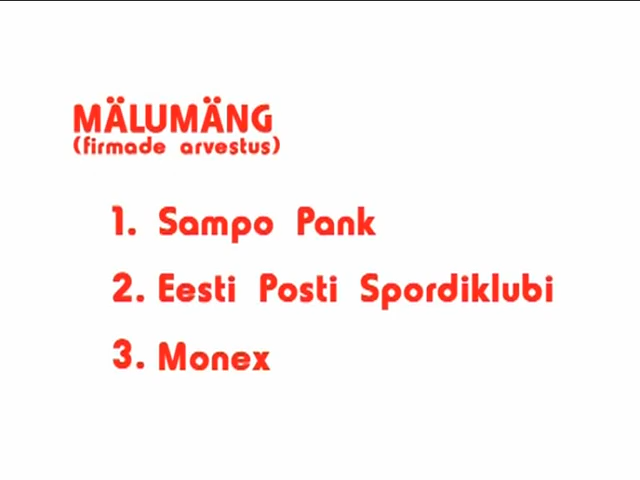 MÄLUMÄNG
(firmade arvestus)
1. Sampo Pank
2. Eesti Posti Spordiklubi
3. Monex